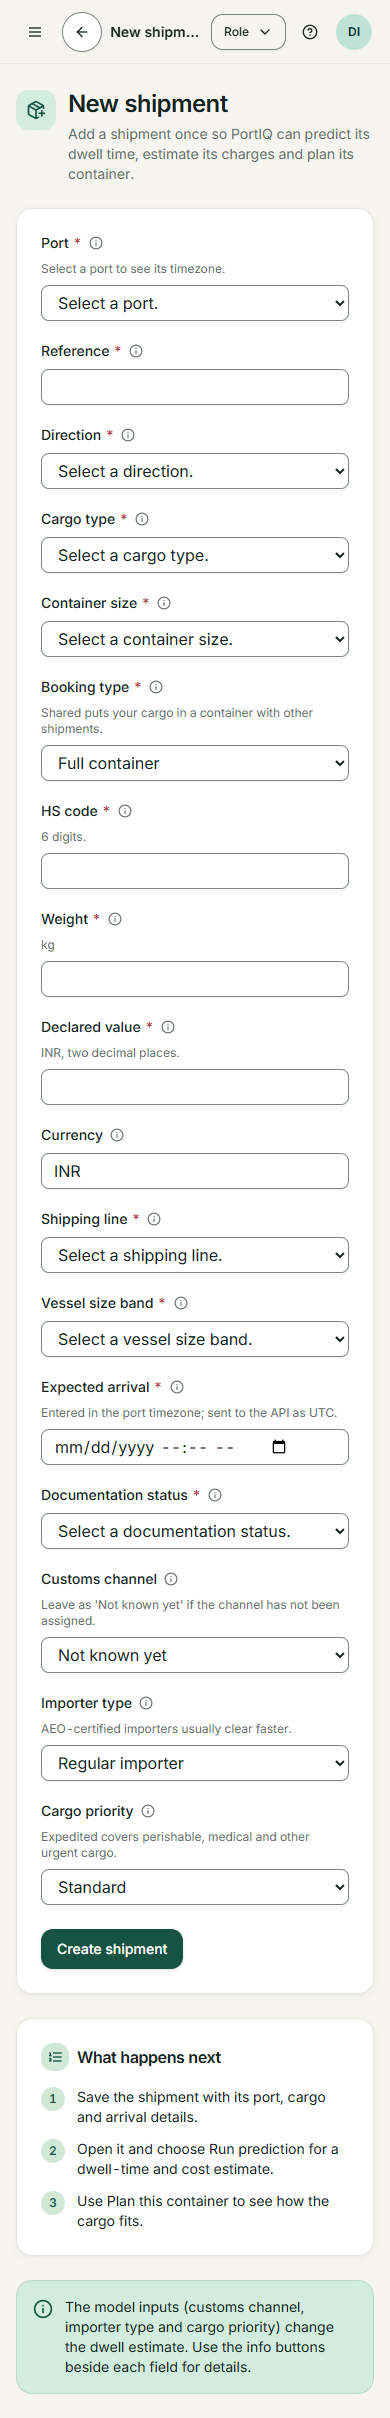 New shipm...
Role
DI
New shipment
Add a shipment once so PortIQ can predict its
dwell time, estimate its charges and plan its
container.
Port *
Select a port to see its timezone.
Select a port.
Reference *
Direction *
Select a direction.
Cargo type *
Select a cargo type.
Container size *
Select a container size.
Booking type *
Shared puts your cargo in a container with other
shipments.
Full container
HS code *
6 digits.
Weight *
kg
Declared value *
INR, two decimal places.
Currency
INR
Shipping line *
Select a shipping line.
Vessel size band *
Select a vessel size band.
Expected arrival *
Entered in the port timezone; sent to the API as UTC.
mm/dd/yyyy --:-- --
Documentation status *
Select a documentation status.
Customs channel
Leave as 'Not known yet' if the channel has not been
assigned.
Not known yet
Importer type
AEO-certified importers usually clear faster.
Regular importer
Cargo priority
Expedited covers perishable, medical and other
urgent cargo.
Standard
Create shipment
What happens next
1 Save the shipment with its port, cargo
and arrival details.
2 Open it and choose Run prediction for a
dwell-time and cost estimate.
3 Use Plan this container to see how the
cargo fits.
The model inputs (customs channel,
importer type and cargo priority) change
the dwell estimate. Use the info buttons
beside each field for details.